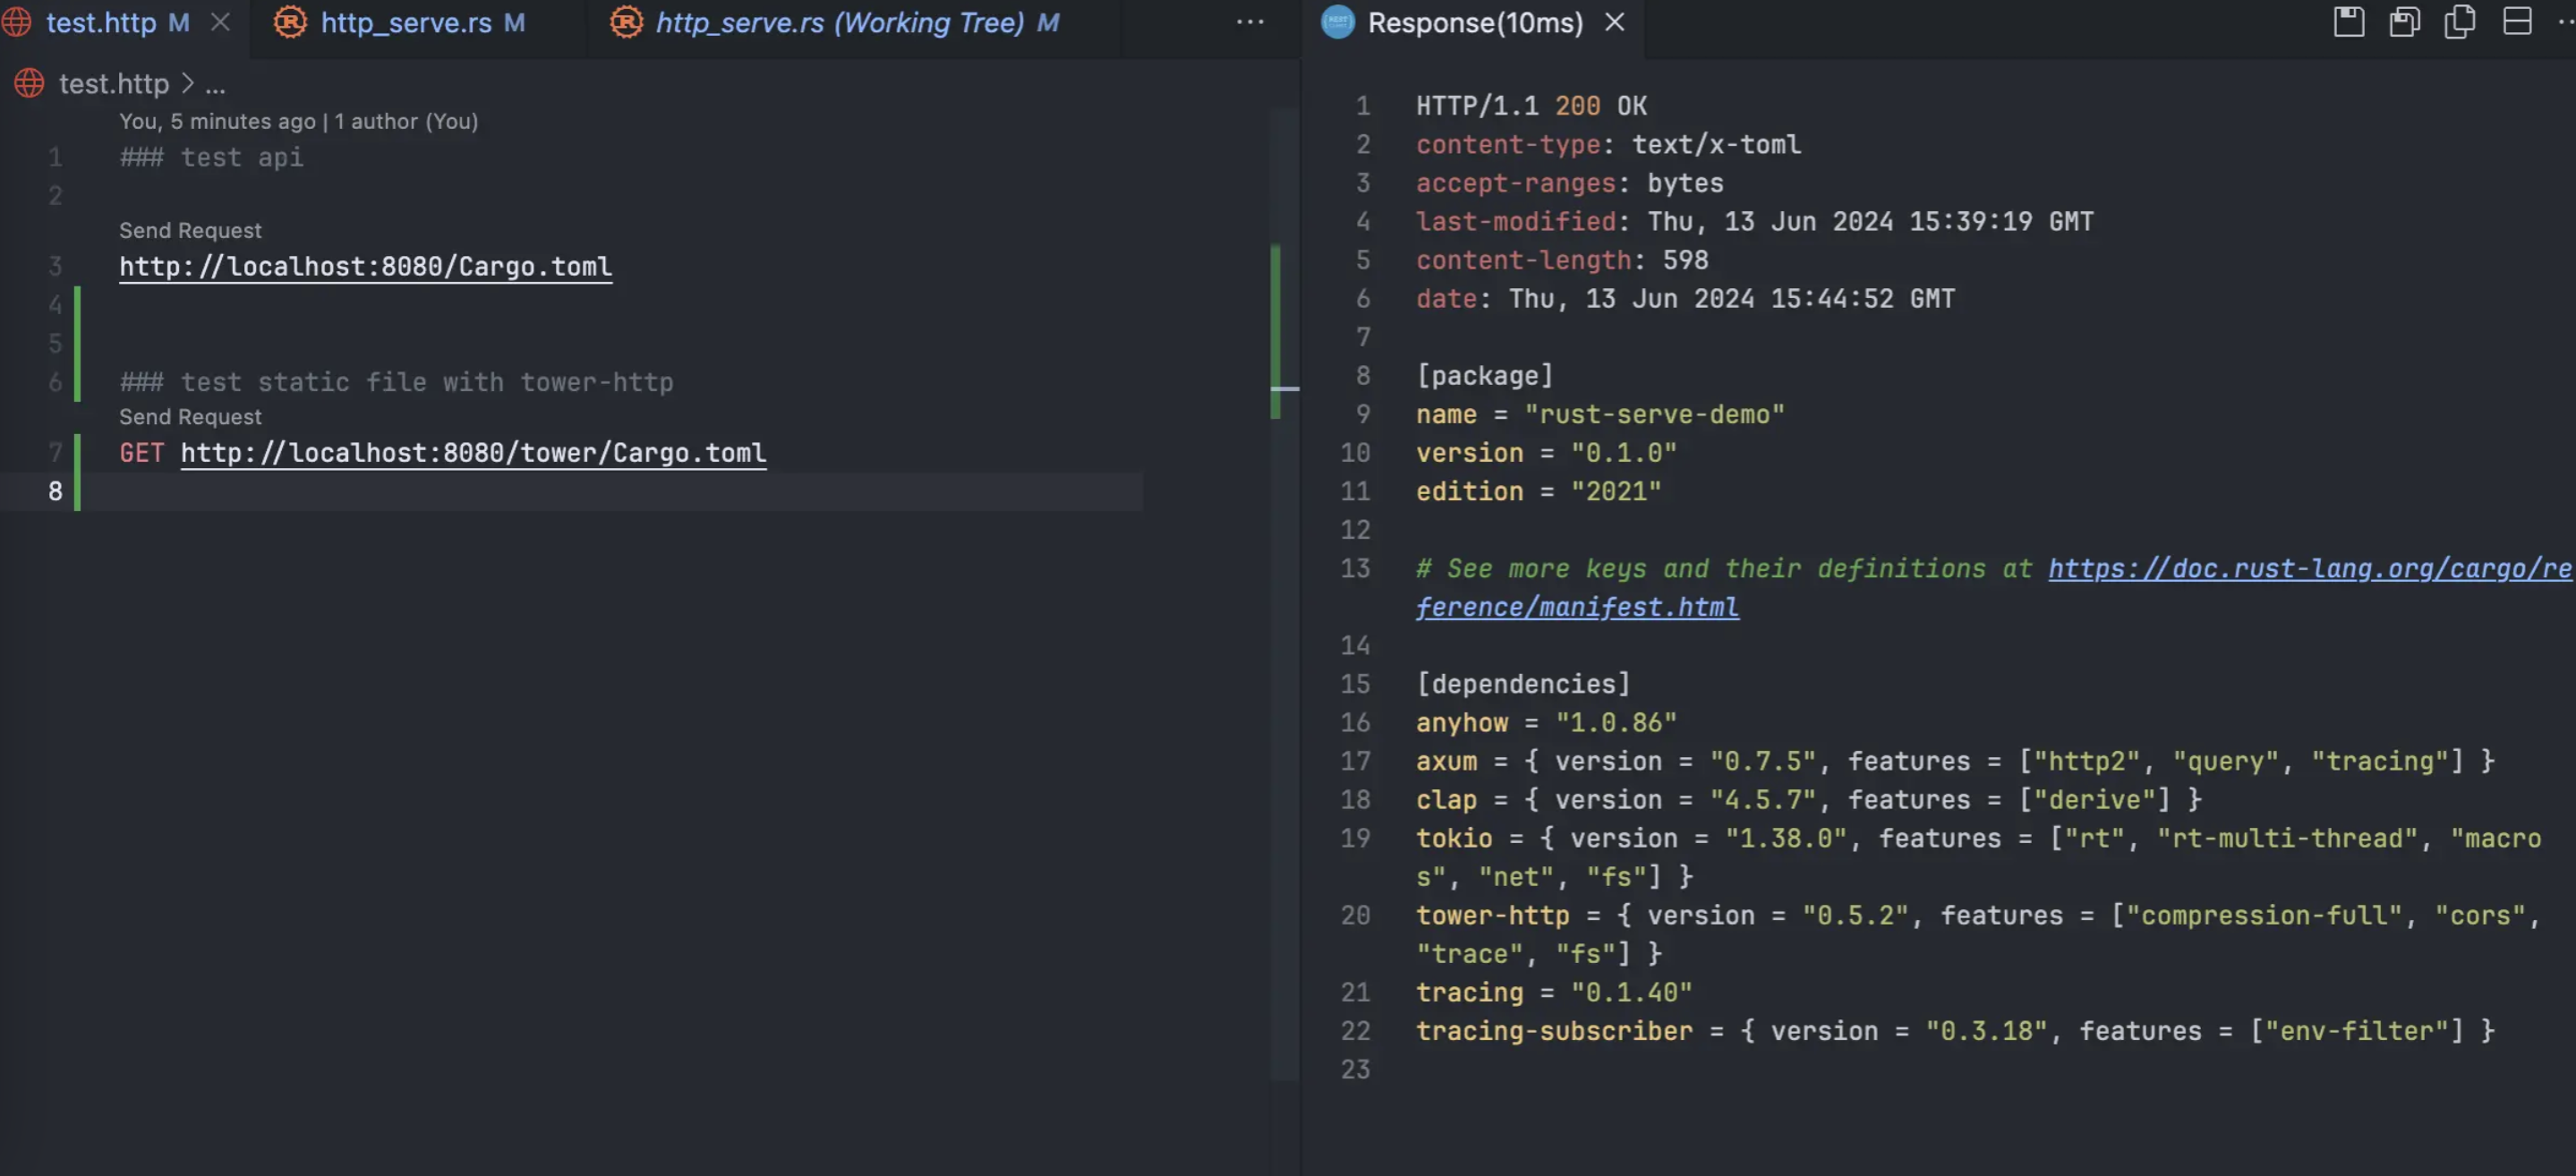 test.http M
http_serve.rs M
http_serve.rs (Working Tree) M
...
test.http > ...
You, 5 minutes ago | 1 author (You)
1 ### test api
2
Send Request
3 http://localhost:8080/Cargo.toml
4
5
6 ### test static file with tower-http
Send Request
7 GET http://localhost:8080/tower/Cargo.toml
8
Response(10ms)
1 HTTP/1.1 200 OK
2 content-type: text/x-toml
3 accept-ranges: bytes
4 last-modified: Thu, 13 Jun 2024 15:39:19 GMT
5 content-length: 598
6 date: Thu, 13 Jun 2024 15:44:52 GMT
7
8 [package]
9 name = "rust-serve-demo"
10 version = "0.1.0"
11 edition = "2021"
12
13 # See more keys and their definitions at https://doc.rust-lang.org/cargo/re
ference/manifest.html
14
15 [dependencies]
16 anyhow = "1.0.86"
17 axum = { version = "0.7.5", features = ["http2", "query", "tracing"] }
18 clap = { version = "4.5.7", features = ["derive"] }
19 tokio = { version = "1.38.0", features = ["rt", "rt-multi-thread", "macro
s", "net", "fs"] }
20 tower-http = { version = "0.5.2", features = ["compression-full", "cors",
"trace", "fs"] }
21 tracing = "0.1.40"
22 tracing-subscriber = { version = "0.3.18", features = ["env-filter"] }
23